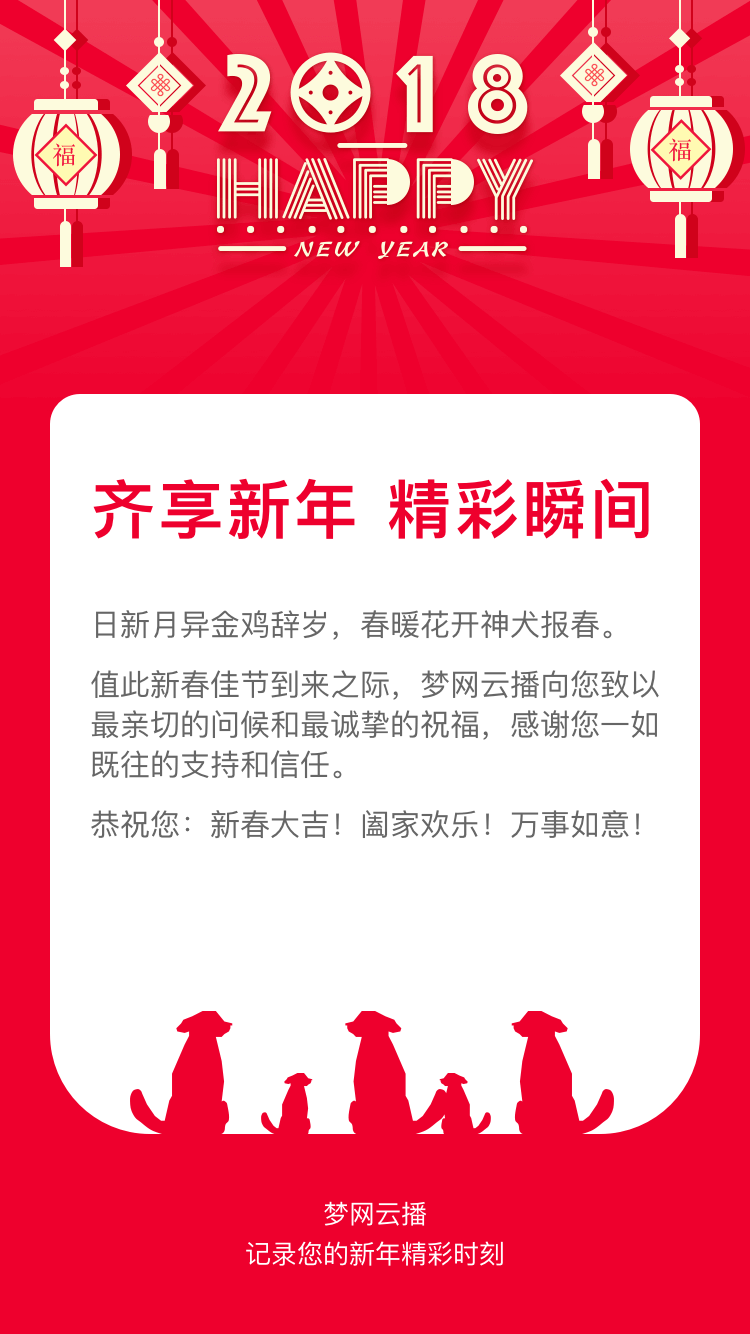 2018
HAPPY
NEW YEAR
福
福
齐享新年 精彩瞬间
日新月异金鸡辞岁，春暖花开神犬报春。
值此新春佳节到来之际，梦网云播向您致以
最亲切的问候和最诚挚的祝福，感谢您一如
既往的支持和信任。
恭祝您：新春大吉！阖家欢乐！万事如意！
梦网云播
记录您的新年精彩时刻